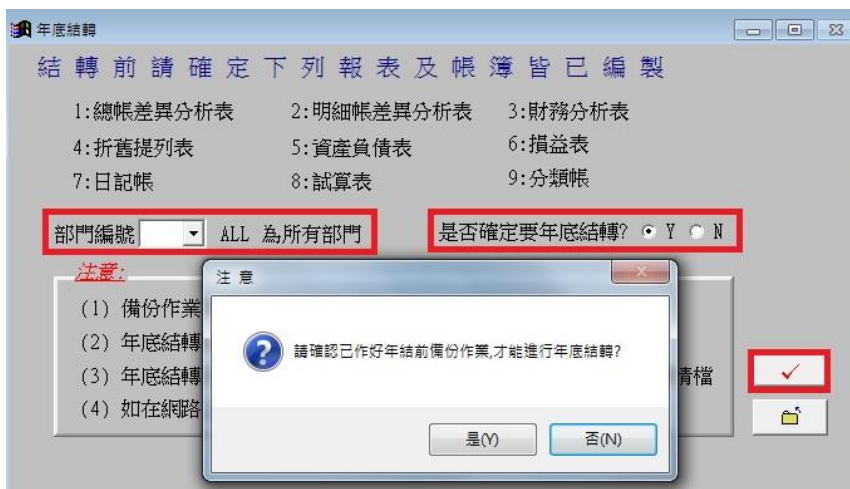 年底結轉
結轉前請確定下列報表及帳簿皆已編製
1:總帳差異分析表 2:明細帳差異分析表 3:財務分析表
4:折舊提列表 5:資產負債表 6:損益表
7:日記帳 8:試算表 9:分類帳
部門編號 ALL 為所有部門 是否確定要年底結轉? Y N
注意:
(1) 備份作業
(2) 年底結轉
(3) 年底結轉
(4) 如在網路
注意
請確認已作好年結前備份作業,才能進行年底結轉?
是(Y) 否(N)